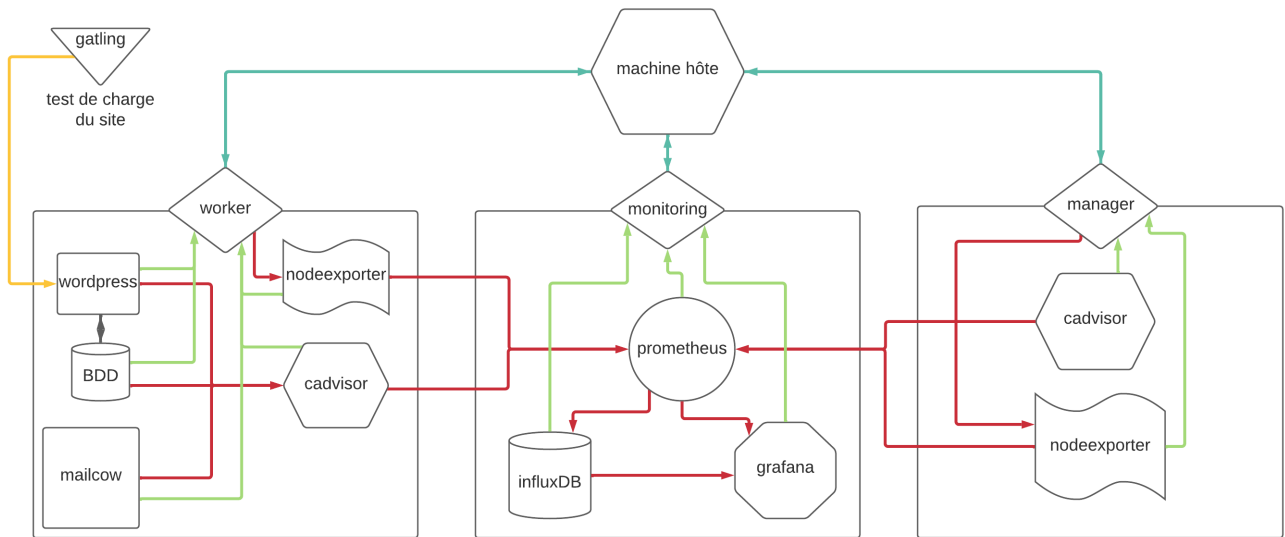 gatling
test de charge
du site
machine hôte
worker
monitoring
manager
wordpress
nodeexporter
BDD
cadvisor
mailcow
prometheus
influxDB
grafana
cadvisor
nodeexporter